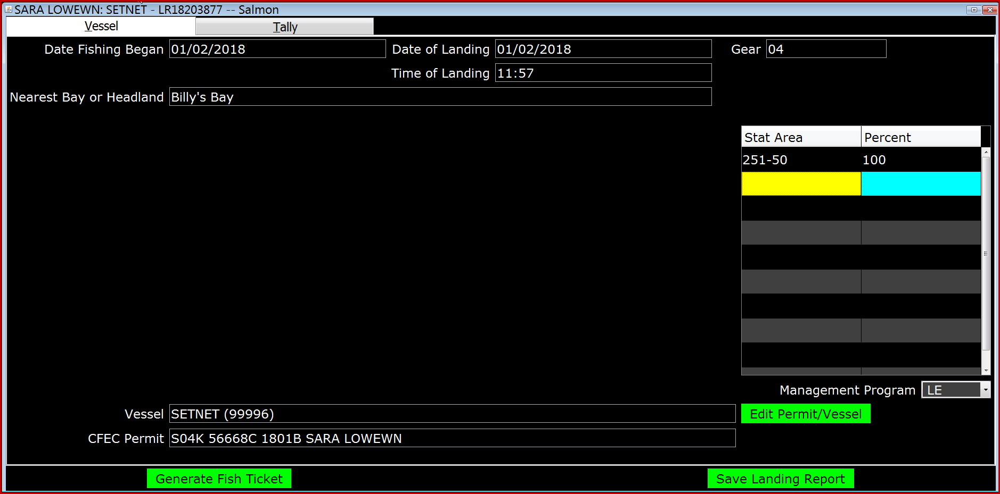 SARA LOWEWN: SETNET - LR18203877 -- Salmon
Vessel Tally
Date Fishing Began 01/02/2018 Date of Landing 01/02/2018 Gear 04
Time of Landing 11:57
Nearest Bay or Headland Billy's Bay
Stat Area Percent
251-50 100
Management Program LE
Vessel SETNET (99996) Edit Permit/Vessel
CFEC Permit S04K 56668C 1801B SARA LOWEWN
Generate Fish Ticket Save Landing Report